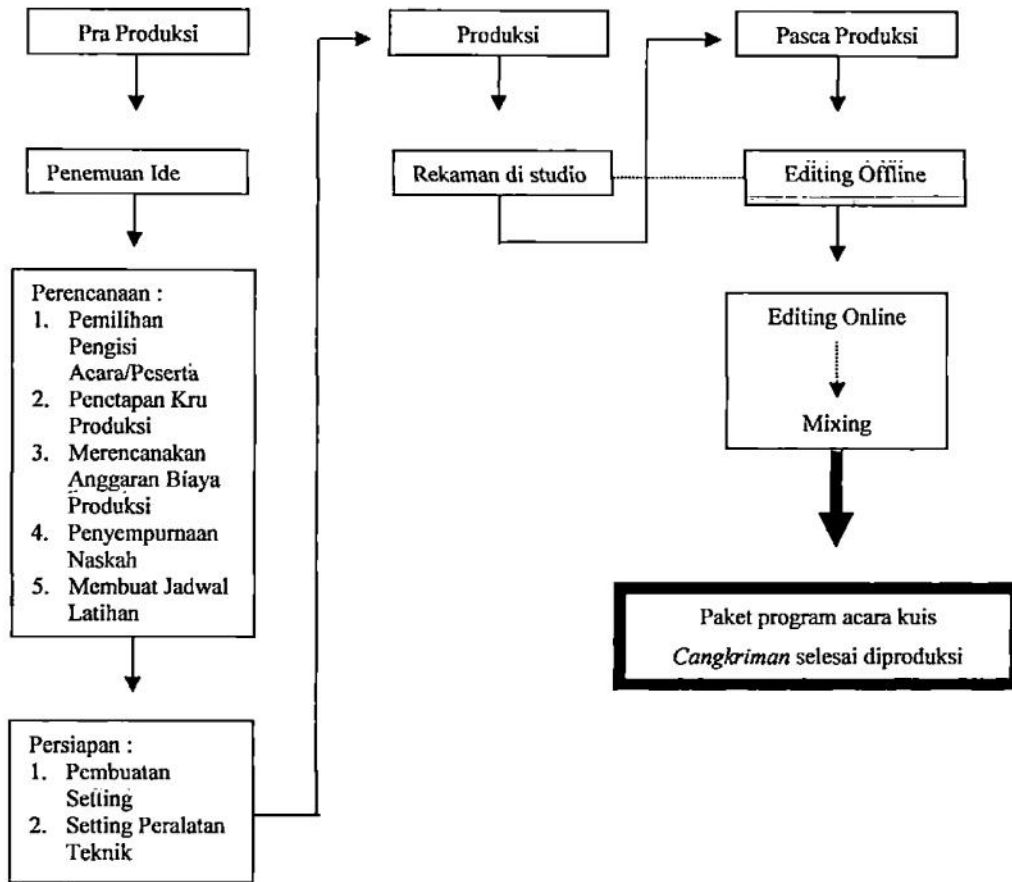 Pra Produksi
Penemuan Ide
Perencanaan :
1. Pemilihan
Pengisi
Acara/Peserta
2. Penetapan Kru
Produksi
3. Merencanakan
Anggaran Biaya
Produksi
4. Penyempurnaan
Naskah
5. Membuat Jadwal
Latihan
Persiapan :
1. Pembuatan
Setting
2. Setting Peralatan
Teknik
Produksi
Rekaman di studio
Pasca Produksi
Editing Offline
Editing Online
Mixing
Paket program acara kuis
Cangkriman selesai diproduksi